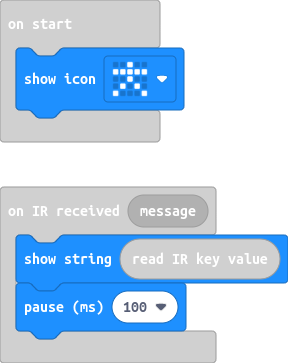 on start
show icon
on IR received message
show string read IR key value
pause (ms) 100